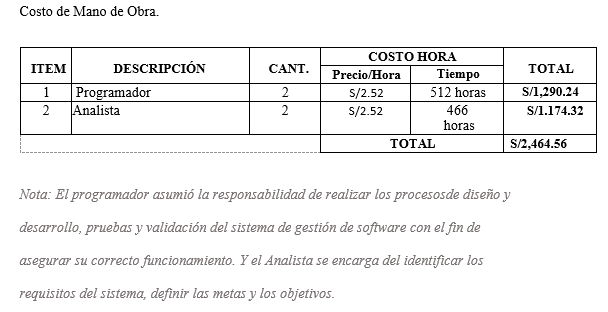 Costo de Mano de Obra.
ITEM DESCRIPCIÓN CANT. COSTO HORA TOTAL
Precio/Hora Tiempo
1 Programador 2 S/2.52 512 horas S/1,290.24
2 Analista 2 S/2.52 466 horas S/1.174.32
TOTAL S/2,464.56
Nota: El programador asumió la responsabilidad de realizar los procesosde diseño y
desarrollo, pruebas y validación del sistema de gestión de software con el fin de
asegurar su correcto funcionamiento. Y el Analista se encarga del identificar los
requisitos del sistema, definir las metas y los objetivos.